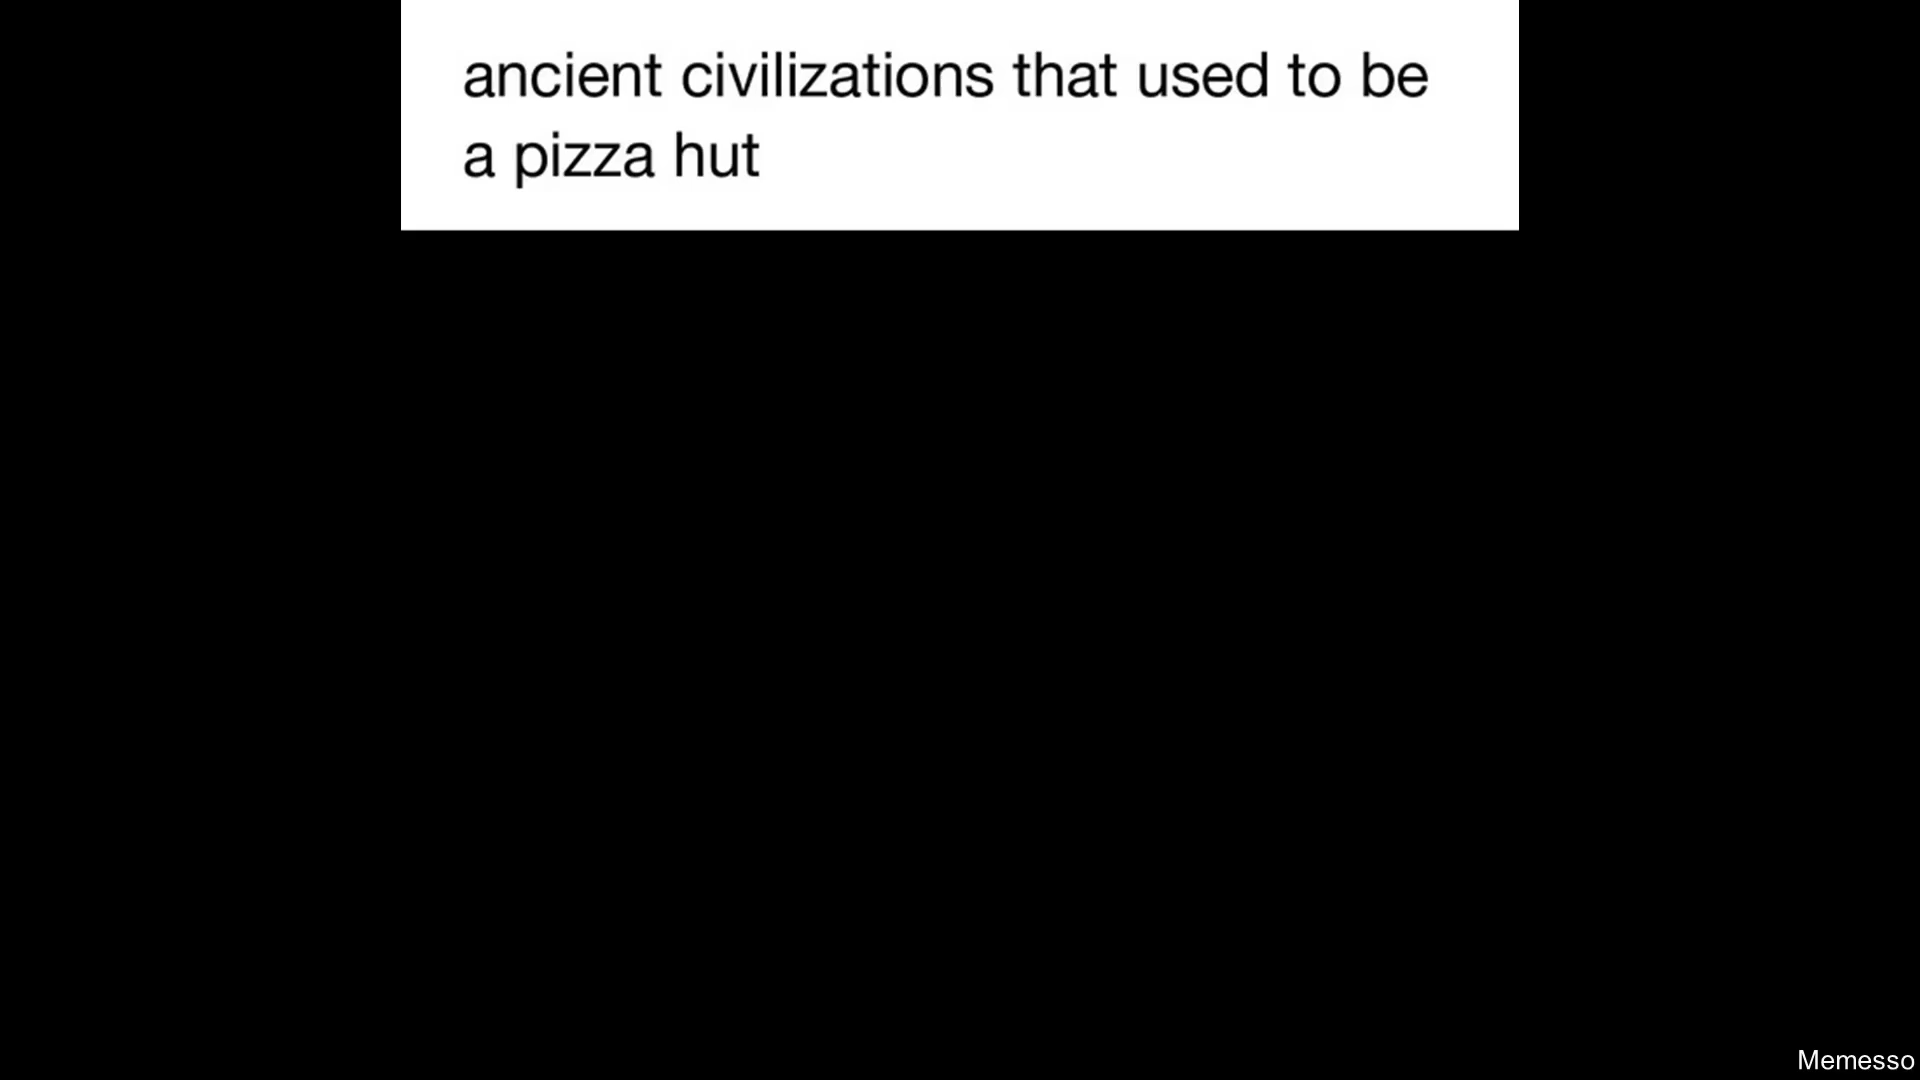 ancient civilizations that used to be
a pizza hut
Memesso